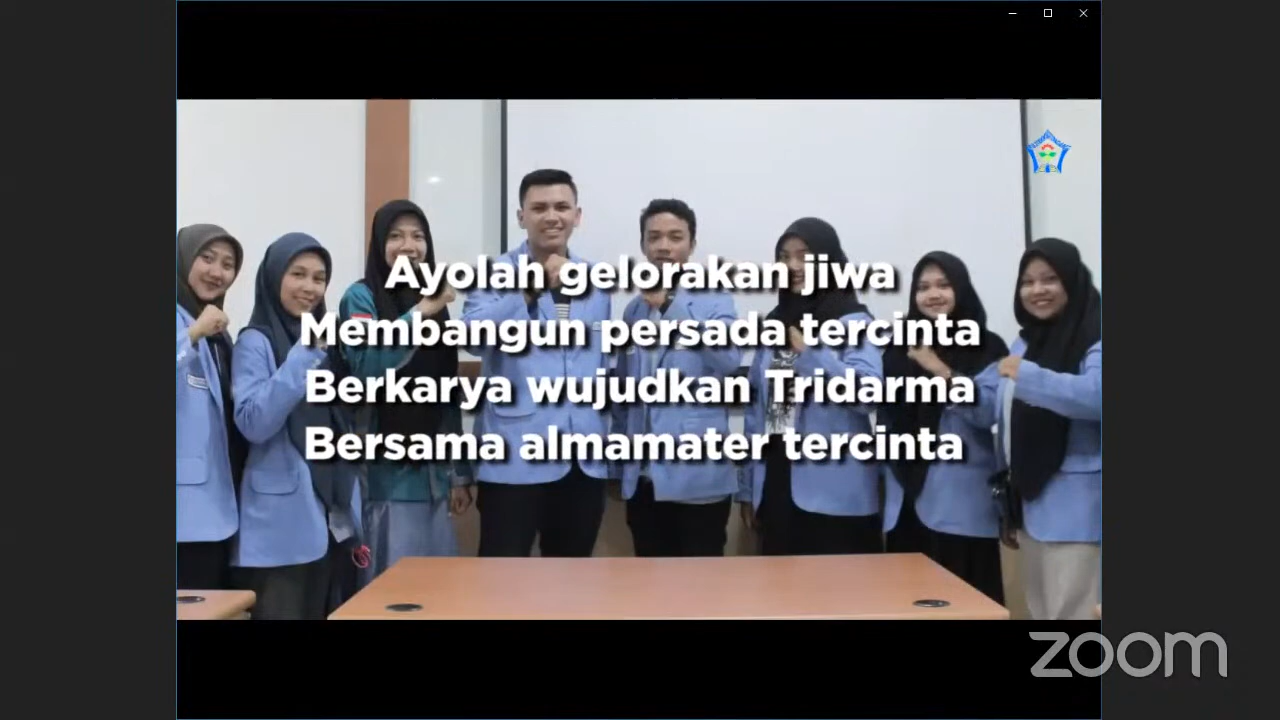 Ayolah gelorakan jiwa
Membangun persada tercinta
Berkarya wujudkan Tridarma
Bersama almamater tercinta
zoom